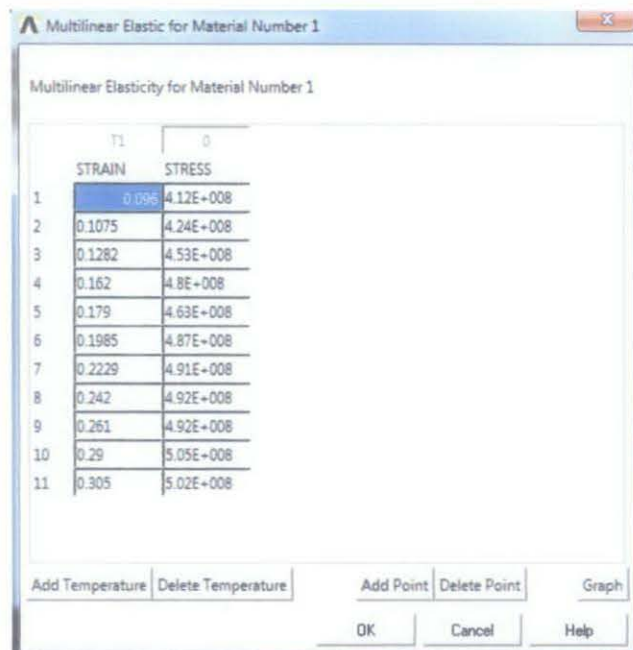 Multilinear Elastic for Material Number 1
Multilinear Elasticity for Material Number 1
T1 0
STRAIN STRESS
1 0.096 4.12E+008
2 0.1075 4.24E+008
3 0.1282 4.53E+008
4 0.162 4.8E+008
5 0.179 4.63E+008
6 0.1985 4.87E+008
7 0.2229 4.91E+008
8 0.242 4.92E+008
9 0.261 4.92E+008
10 0.29 5.05E+008
11 0.305 5.02E+008
Add Temperature Delete Temperature Add Point Delete Point Graph
OK Cancel Help